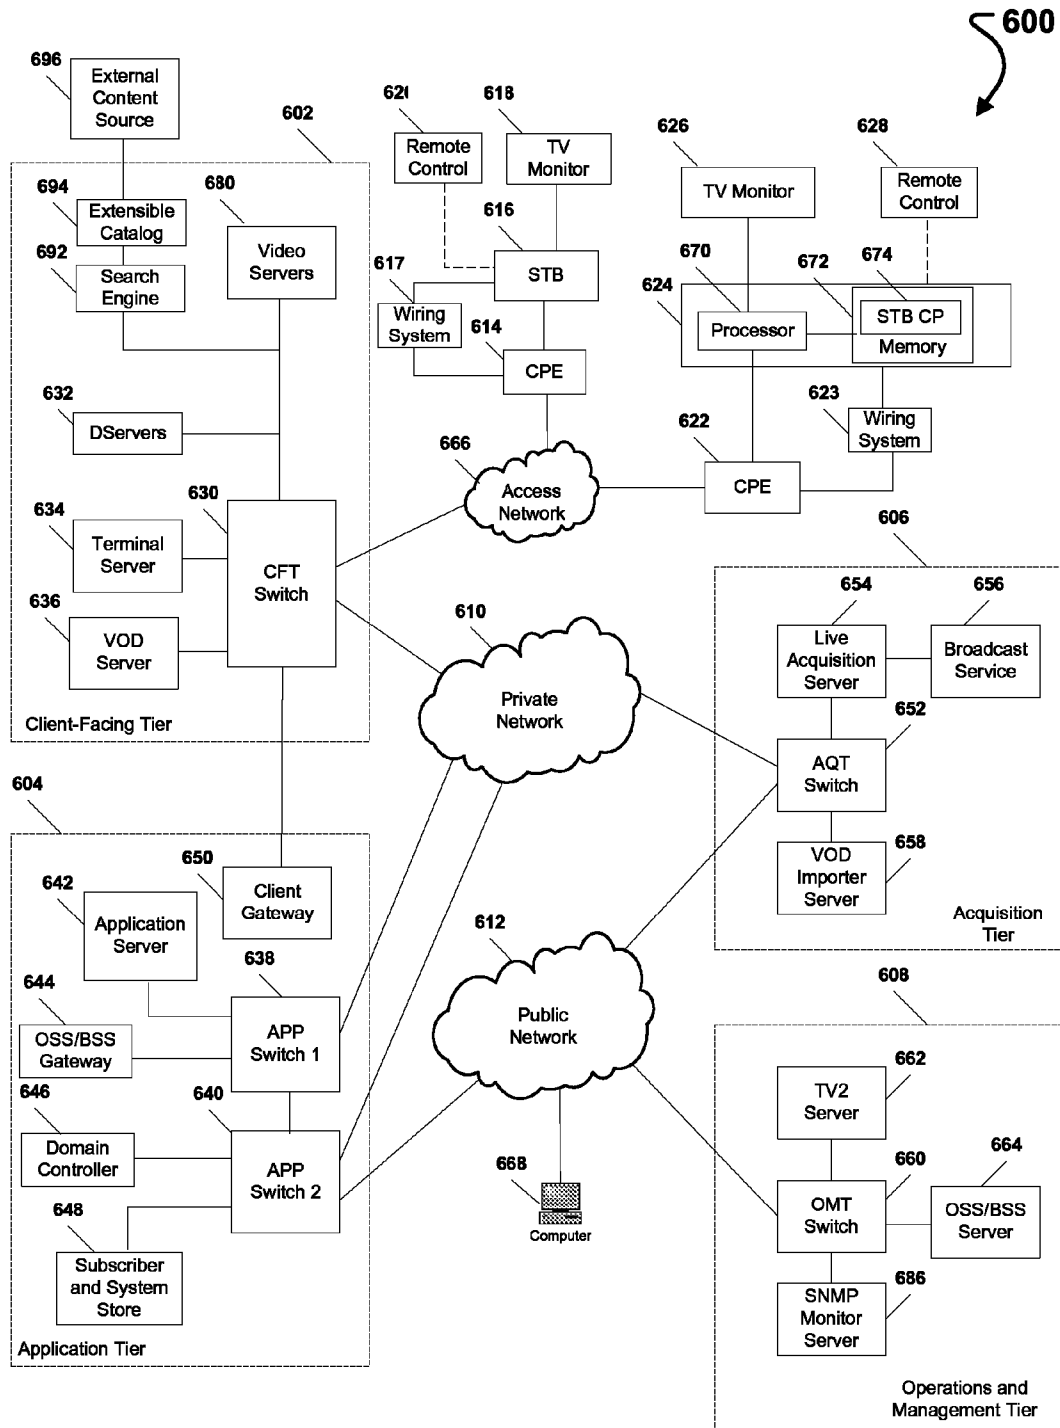 600
696
External
Content
Source
602
694
Extensible
Catalog
692
Search
Engine
680
Video
Servers
632
DServers
634
Terminal
Server
636
VOD
Server
630
CFT
Switch
Client-Facing Tier
620
Remote
Control
618
TV
Monitor
616
STB
617
Wiring
System
614
CPE
626
TV Monitor
628
Remote
Control
670
672
674
624
Processor
STB CP
Memory
623
Wiring
System
622
CPE
666
Access
Network
610
Private
Network
606
654
Live
Acquisition
Server
656
Broadcast
Service
652
AQT
Switch
658
VOD
Importer
Server
Acquisition
Tier
604
650
Client
Gateway
642
Application
Server
638
APP
Switch 1
644
OSS/BSS
Gateway
646
Domain
Controller
640
APP
Switch 2
648
Subscriber
and System
Store
Application Tier
612
Public
Network
668
Computer
608
662
TV2
Server
660
OMT
Switch
664
OSS/BSS
Server
686
SNMP
Monitor
Server
Operations and
Management Tier